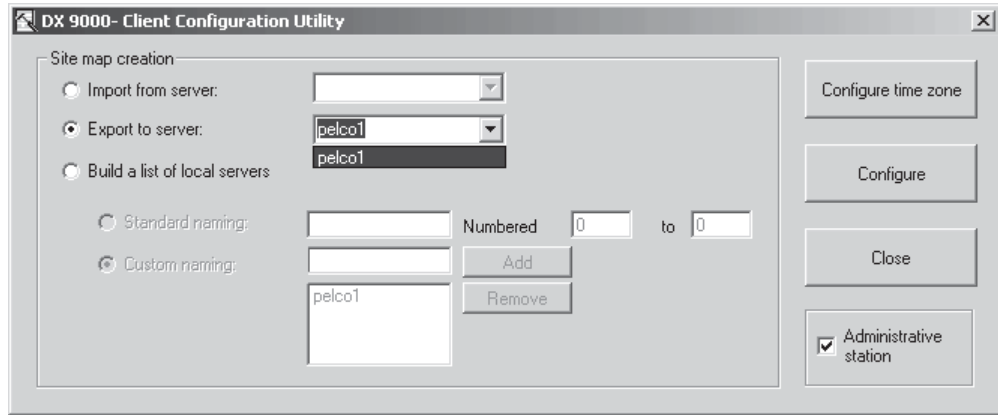 DX 9000- Client Configuration Utility
Site map creation
Import from server:
Export to server: pelco1
pelco1
Build a list of local servers
Standard naming: Numbered 0 to 0
Custom naming: Add
pelco1 Remove
Configure time zone
Configure
Close
Administrative
station